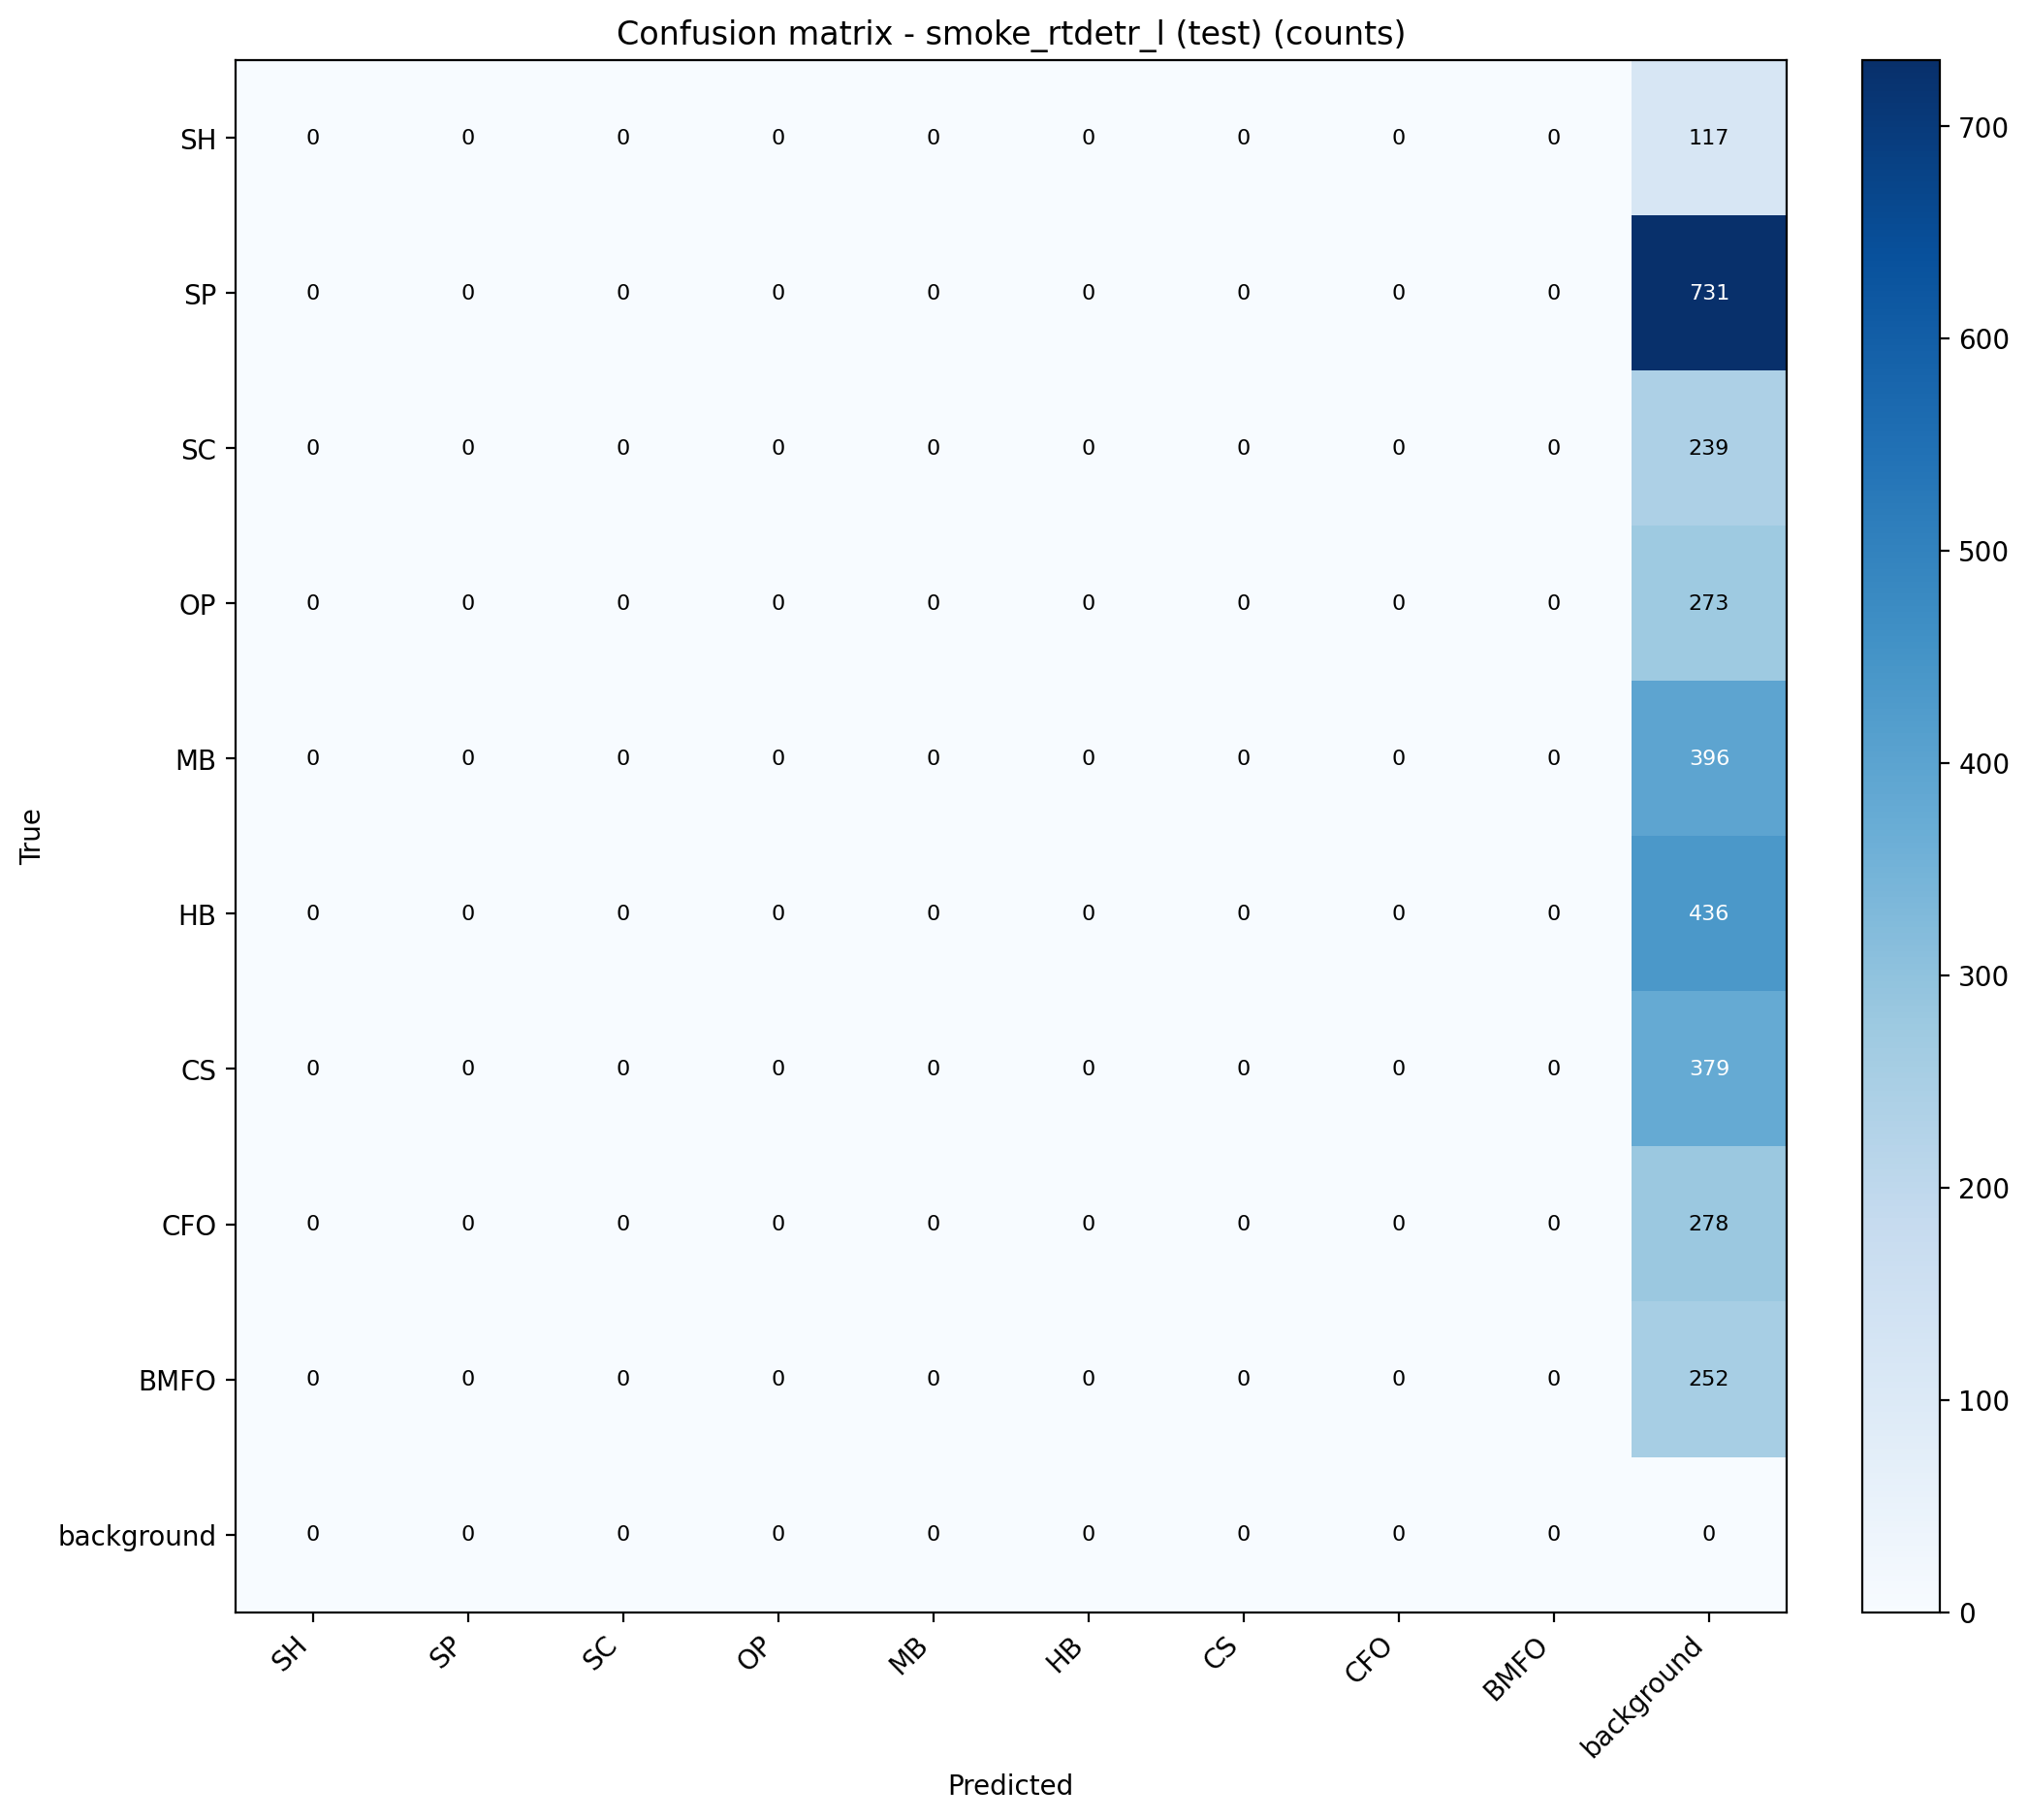 Confusion matrix - smoke_rtdetr_l (test) (counts)
SH 0 0 0 0 0 0 0 0 0 117
SP 0 0 0 0 0 0 0 0 0 731
SC 0 0 0 0 0 0 0 0 0 239
OP 0 0 0 0 0 0 0 0 0 273
MB 0 0 0 0 0 0 0 0 0 396
HB 0 0 0 0 0 0 0 0 0 436
CS 0 0 0 0 0 0 0 0 0 379
CFO 0 0 0 0 0 0 0 0 0 278
BMFO 0 0 0 0 0 0 0 0 0 252
background 0 0 0 0 0 0 0 0 0 0
SH SP SC OP MB HB CS CFO BMFO background
Predicted
True
700
600
500
400
300
200
100
0